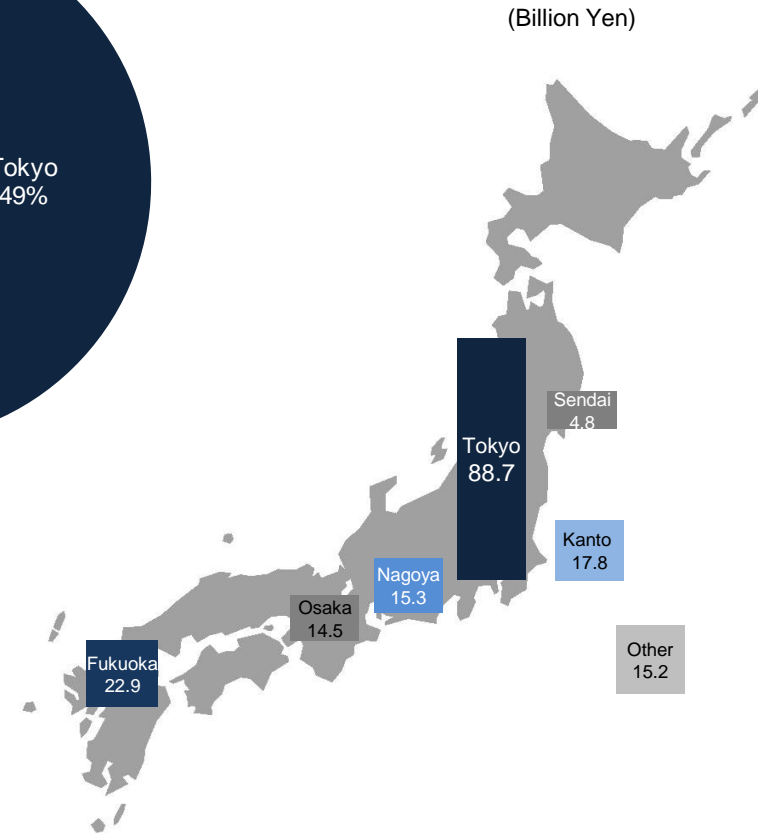 (Billion Yen)
Tokyo
49%
Sendai
4.8
Tokyo
88.7
Kanto
17.8
Nagoya
15.3
Osaka
14.5
Other
15.2
Fukuoka
22.9